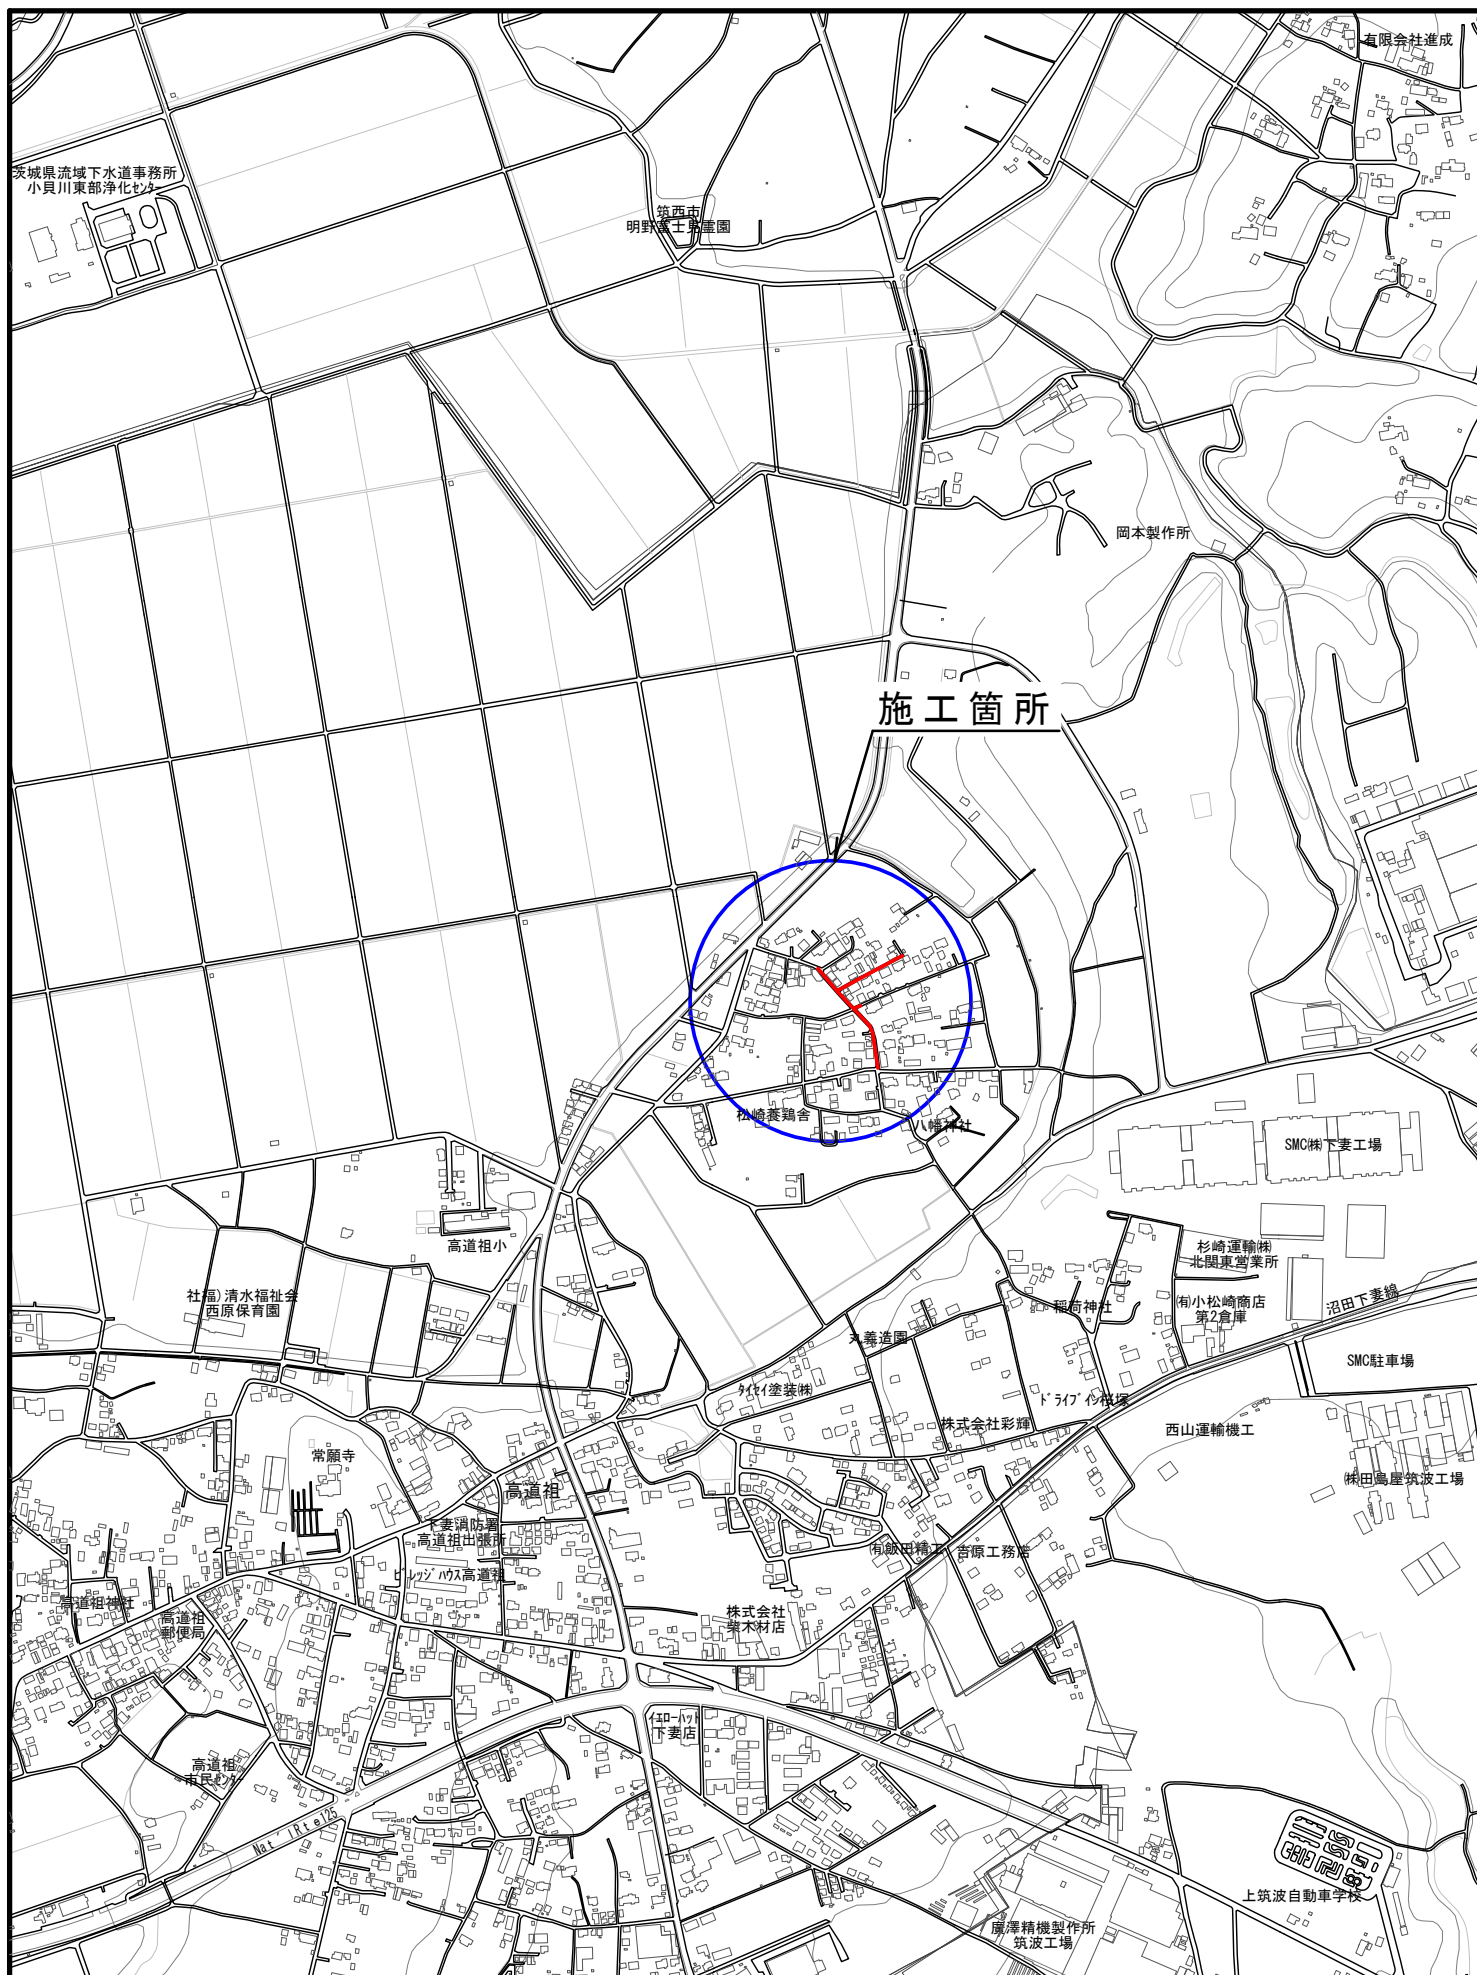 有限会社進成
茨城県流域下水道事務所
小貝川東部浄化ｾﾝﾀｰ
筑西市
明野富士見霊園
岡本製作所
施工箇所
松崎養鶏舎
八幡神社
SMC㈱下妻工場
高道祖小
杉崎運輸㈱
北関東営業所
社福)清水福祉会
西原保育園
稲荷神社
㈲小松崎商店
第2倉庫
沼田下妻線
丸義造園
SMC駐車場
ﾀｲｾｲ塗装㈱
ﾄﾞﾗｲﾌﾞｲﾝ桜塚
株式会社彩輝
西山運輸機工
常願寺
㈱田島屋筑波工場
高道祖
下妻消防署
高道祖出張所
㈲飯田精工
吉原工務店
ﾋﾞﾚｯｼﾞﾊｳｽ高道祖
高道祖神社
高道祖
郵便局
株式会社
柴木材店
ｲｴﾛｰﾊｯﾄ
下妻店
高道祖
市民ｾﾝﾀｰ
Nat'lRte125
上筑波自動車学校
廣澤精機製作所
筑波工場